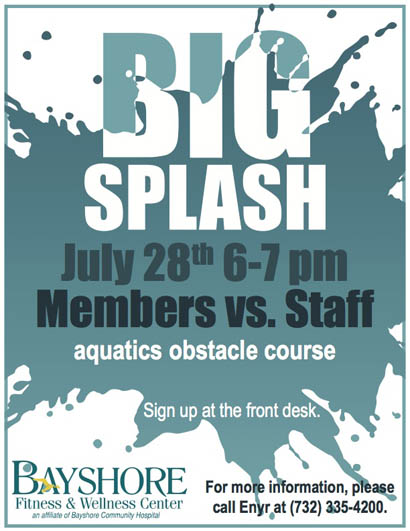 BIG
SPLASH
July 28th 6-7 pm
Members vs. Staff
aquatics obstacle course
Sign up at the front desk.
BAYSHORE
Fitness & Wellness Center
an affiliate of Bayshore Community Hospital
For more information, please
call Enyr at (732) 335-4200.